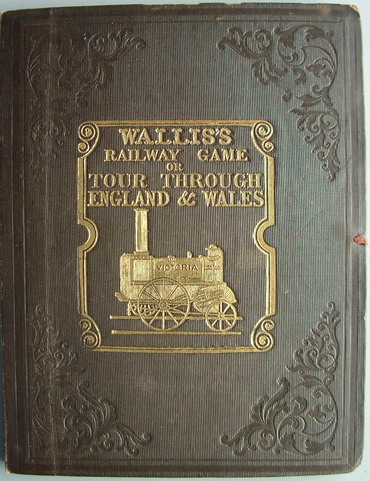 WALLIS'S
RAILWAY GAME
OR
TOUR THROUGH
ENGLAND & WALES
VICTORIA